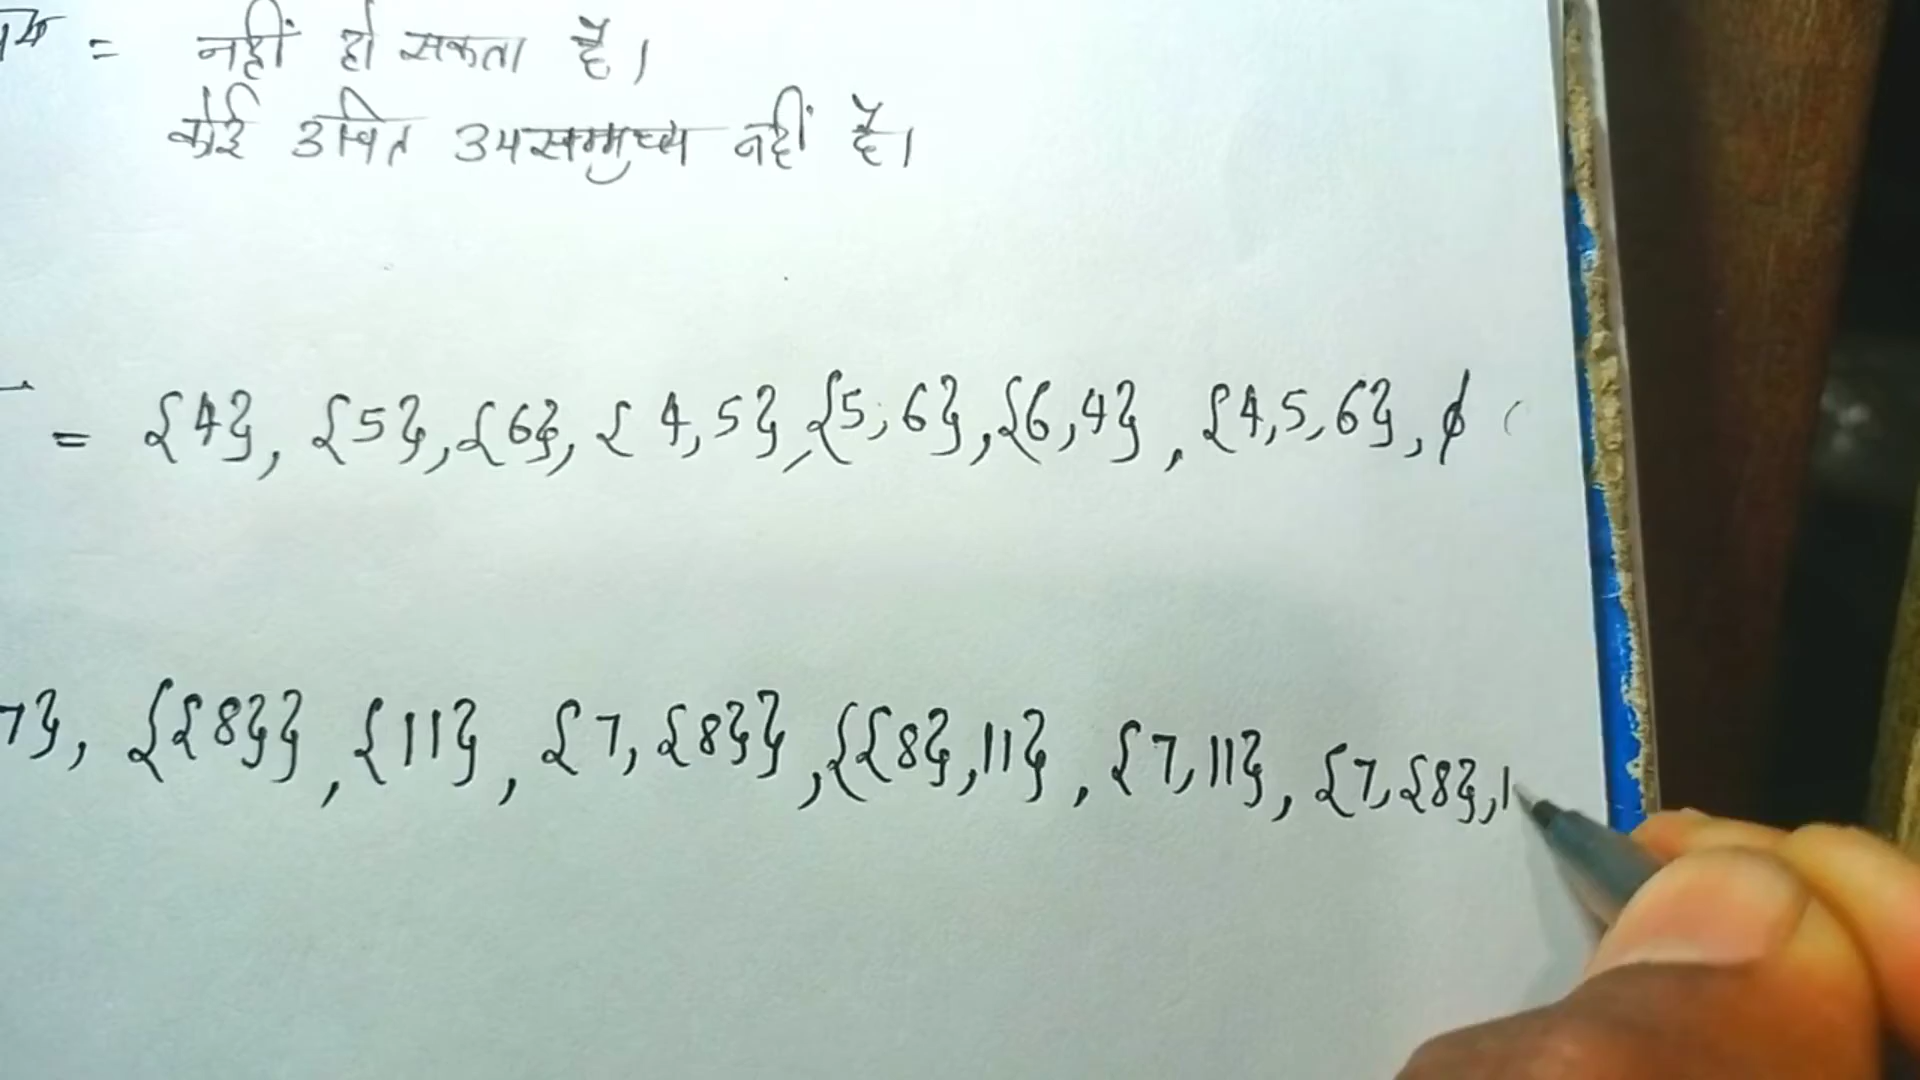 = नहीं हो सकता है।
कोई उचित उपसमुच्चय नहीं है।
= {4}, {5}, {6}, {4,5}, {5,6}, {6,4}, {4,5,6}, ϕ
7}, {{8}}, {11}, {7,{8}}, {{8},11}, {7,11}, {7,{8},1